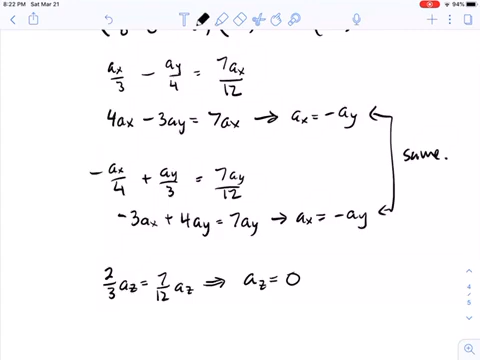 8:22 PM Sat Mar 21
94%
ax/3 - ay/4 = 7ax/12
4ax - 3ay = 7ax → ax = -ay
same.
-ax/4 + ay/3 = 7ay/12
-3ax + 4ay = 7ay → ax = -ay
2/3 az = 7/12 az ⇒ az = 0
4/5